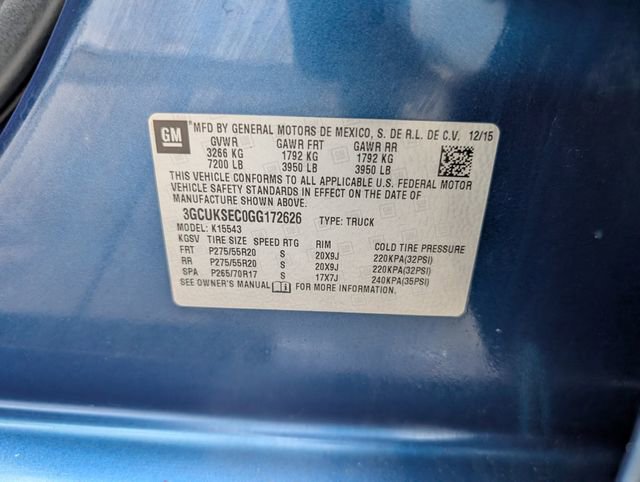 GM
*MFD BY GENERAL MOTORS DE MEXICO, S. DE R.L. DE C.V. 12/15
GVWR GAWR FRT GAWR RR
3266 KG 1792 KG 1792 KG
7200 LB 3950 LB 3950 LB
THIS VEHICLE CONFORMS TO ALL APPLICABLE U.S. FEDERAL MOTOR
VEHICLE SAFETY STANDARDS IN EFFECT ON THE DATE OF
MANUFACTURE SHOWN ABOVE.
3GCUKSEC0GG172626 TYPE: TRUCK
MODEL: K15543
KGSV TIRE SIZE SPEED RTG RIM COLD TIRE PRESSURE
FRT P275/55R20 S 20X9J 220KPA(32PSI)
RR P275/55R20 S 20X9J 220KPA(32PSI)
SPA P265/70R17 S 17X7J 240KPA(35PSI)
SEE OWNER'S MANUAL FOR MORE INFORMATION.